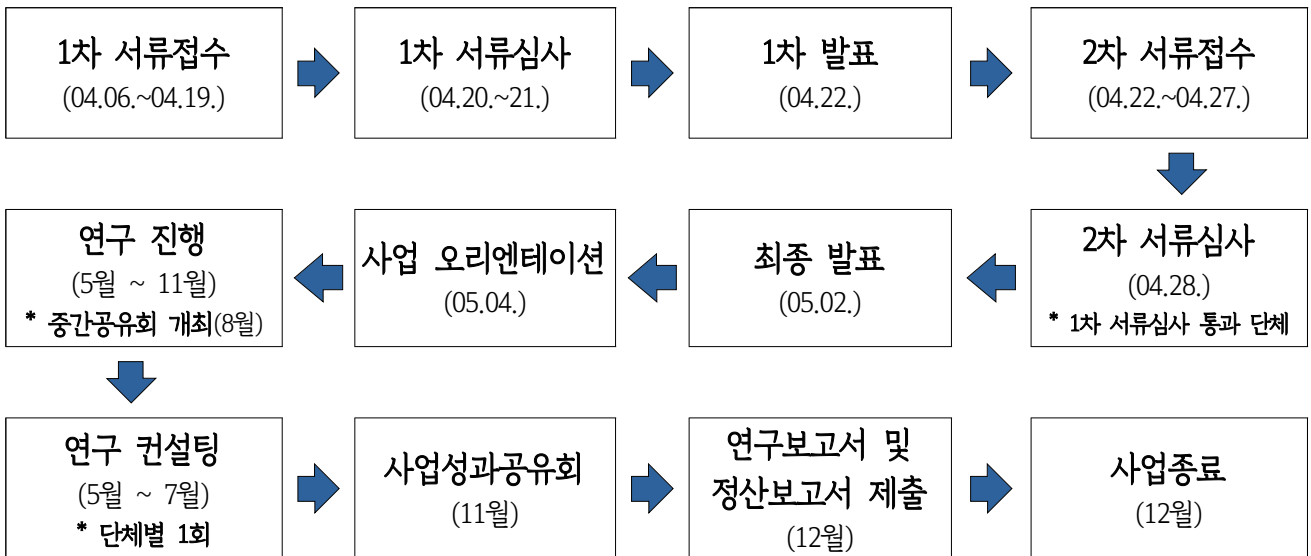 1차 서류접수
(04.06.~04.19.)
1차 서류심사
(04.20.~21.)
1차 발표
(04.22.)
2차 서류접수
(04.22.~04.27.)
2차 서류심사
(04.28.)
* 1차 서류심사 통과 단체
최종 발표
(05.02.)
사업 오리엔테이션
(05.04.)
연구 진행
(5월 ~ 11월)
* 중간공유회 개최(8월)
연구 컨설팅
(5월 ~ 7월)
* 단체별 1회
사업성과공유회
(11월)
연구보고서 및
정산보고서 제출
(12월)
사업종료
(12월)